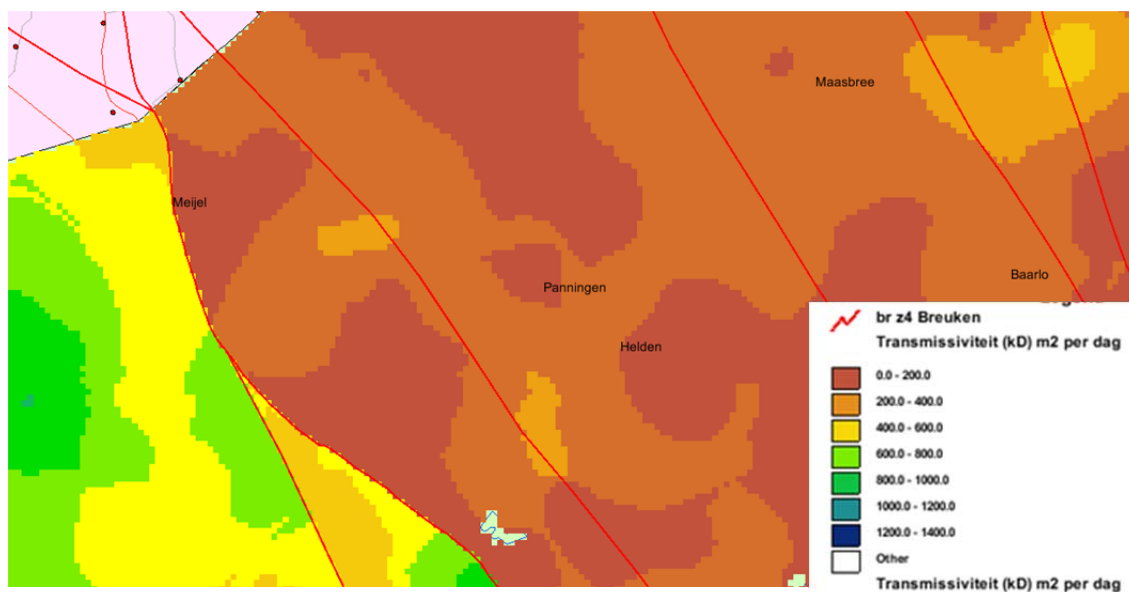 Maasbree
Meijel
Baarlo
Panningen
Helden
br z4 Breuken
Transmissiviteit (kD) m2 per dag
0.0 - 200.0
200.0 - 400.0
400.0 - 600.0
600.0 - 800.0
800.0 - 1000.0
1000.0 - 1200.0
1200.0 - 1400.0
Other
Transmissiviteit (kD) m2 per dag